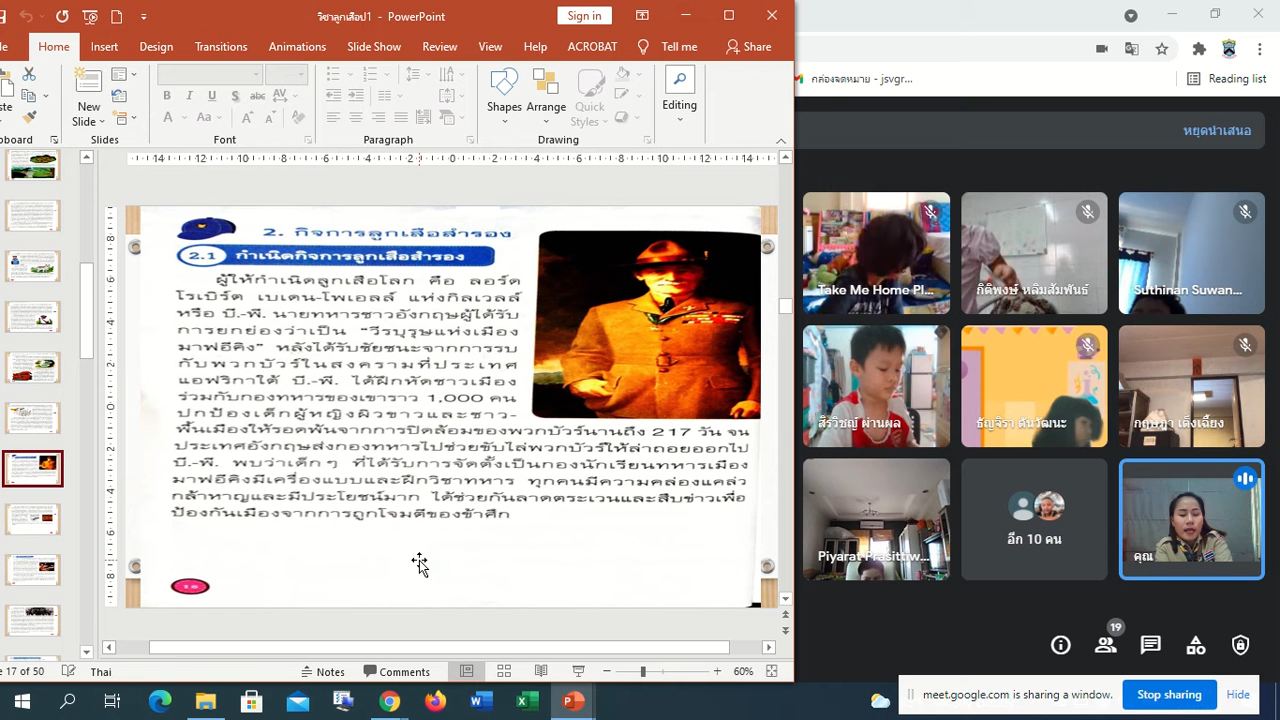 วิชาลูกเสือป1 - PowerPoint
Sign in
Home Insert Design Transitions Animations Slide Show Review View Help ACROBAT Tell me Share
New Slide
Shapes Arrange Quick Styles Editing
Slides Font Paragraph Drawing
2. กิจการลูกเสือสำรอง
2.1 กำเนิดกิจการลูกเสือสำรอง
ผู้ให้กำเนิดลูกเสือโลก คือ ลอร์ด
โรเบิร์ต เบเดน-โพเอลล์ แห่งกิลเวลล์
หรือ บี.-พี. นายทหารชาวอังกฤษผู้ได้รับ
การยกย่องว่าเป็น "วีรบุรุษแห่งเมือง
มาฟอีคิง" หลังได้รับชัยชนะจากการรบ
กับพวกบัวร์ในสงครามที่ประเทศ
แอฟริกาใต้ บี.-พี. ได้ฝึกหัดชาวเมือง
ร่วมกับกองทหารของเขาราว 1,000 คน
ปกป้องเด็กผู้หญิงผิวขาวและชาว-
พื้นเมืองให้รอดพ้นจากการปิดล้อมของพวกบัวร์นานถึง 217 วัน จน
ประเทศอังกฤษส่งกองทหารไปช่วยขับไล่พวกบัวร์ให้ล่าถอยออกไป
บี.-พี. พบว่าเด็กๆ ที่ได้รับการจัดตั้งเป็นกองนักเรียนทหารเมือง
มาฟอีคิงมีเครื่องแบบและฝึกวิชาทหาร ทุกคนมีความคล่องแคล่ว
กล้าหาญและมีประโยชน์มาก ได้ช่วยกันลาดตระเวนและสืบข่าวเพื่อ
ป้องกันเมืองจากการถูกโจมตีของข้าศึก
17 of 50 Thai Notes Comments 60%
กล่องจดหมาย - jsvgr... Reading list
หยุดนำเสนอ
Take Me Home Pl... กิติพงษ์ หลิมสัมพันธ์ Suthinan Suwan...
สิรวิชญ์ ผ่านผล ธัญจิรา ตันวัฒนะ กฤษฎา เติ่งเฉี้ยง
Piyarat Prasittiw... อีก 10 คน คุณ
19
meet.google.com is sharing a window. Stop sharing Hide